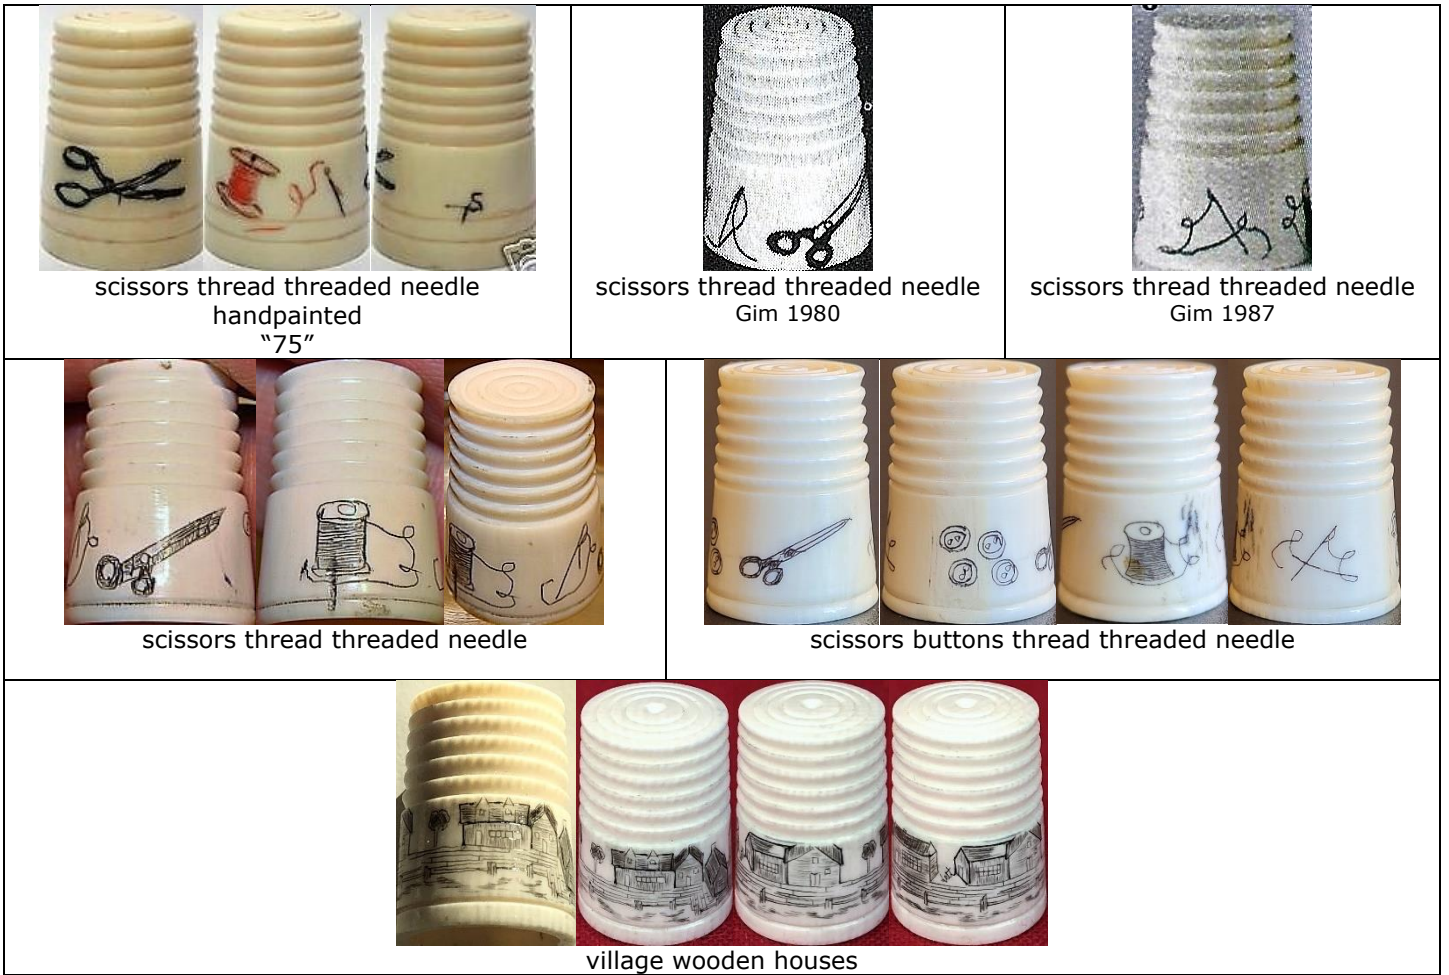 scissors thread threaded needle
handpainted
“75”
scissors thread threaded needle
Gim 1980
scissors thread threaded needle
Gim 1987
scissors thread threaded needle
scissors buttons thread threaded needle
village wooden houses